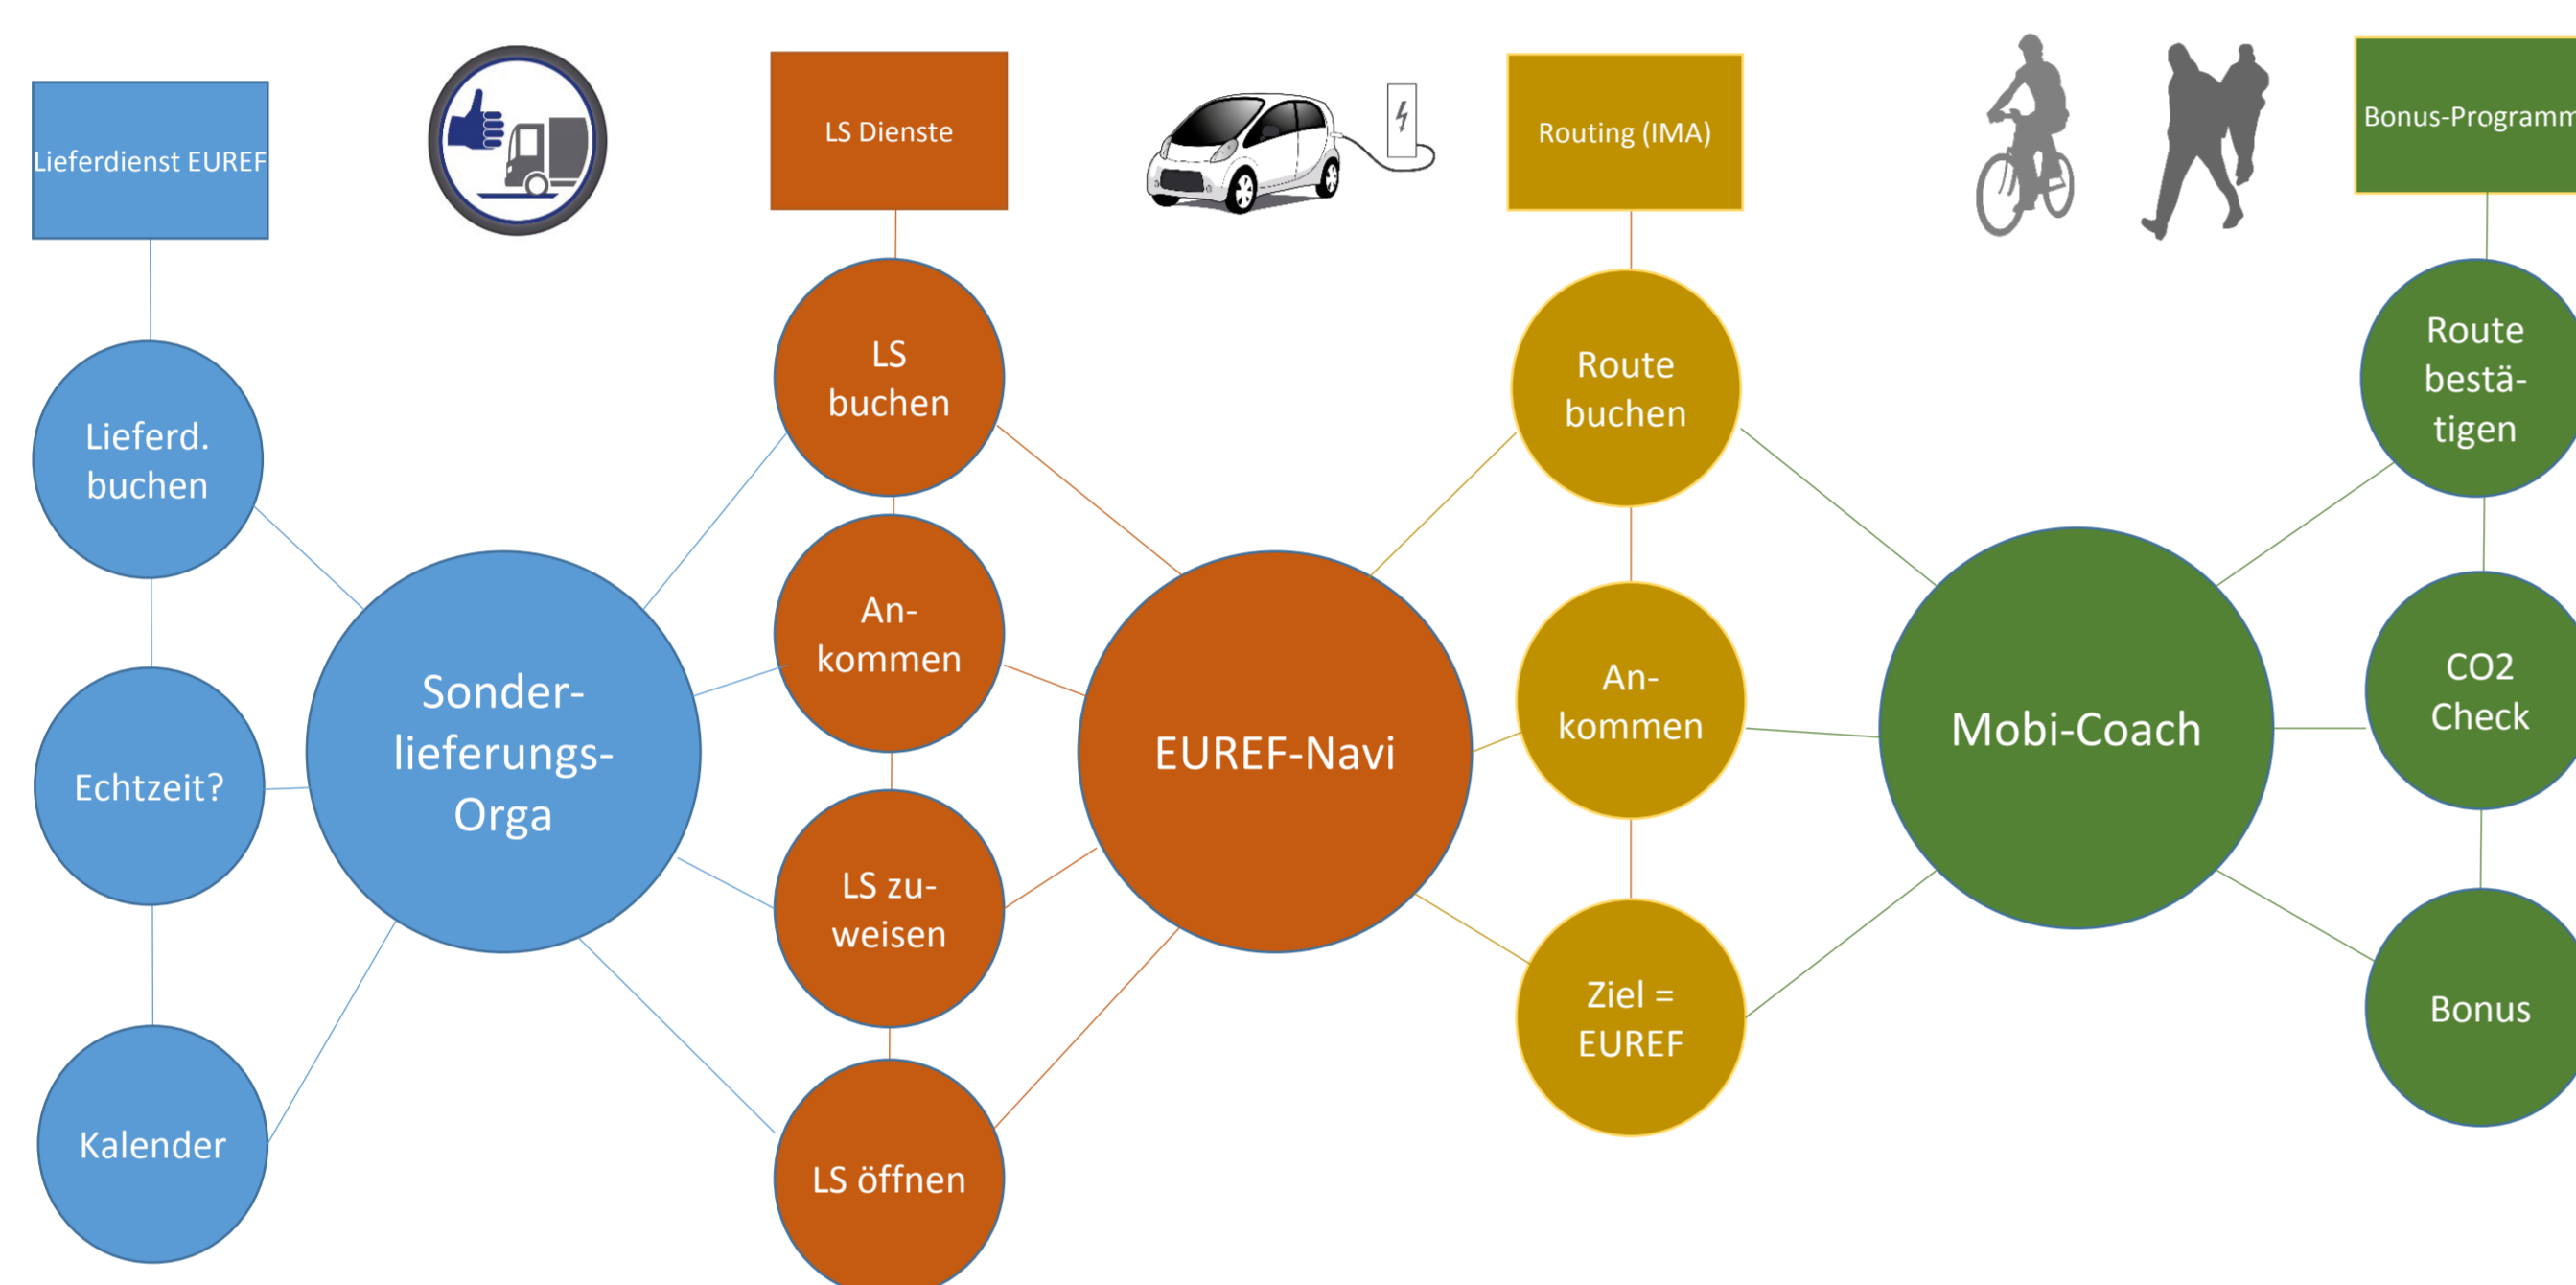 Lieferdienst EUREF
Lieferd.
buchen
Echtzeit?
Kalender
Sonder-
lieferungs-
Orga
LS Dienste
LS
buchen
An-
kommen
LS zu-
weisen
LS öffnen
EUREF-Navi
Routing (IMA)
Route
buchen
An-
kommen
Ziel =
EUREF
Mobi-Coach
Bonus-Programm
Route
bestä-
tigen
CO2
Check
Bonus